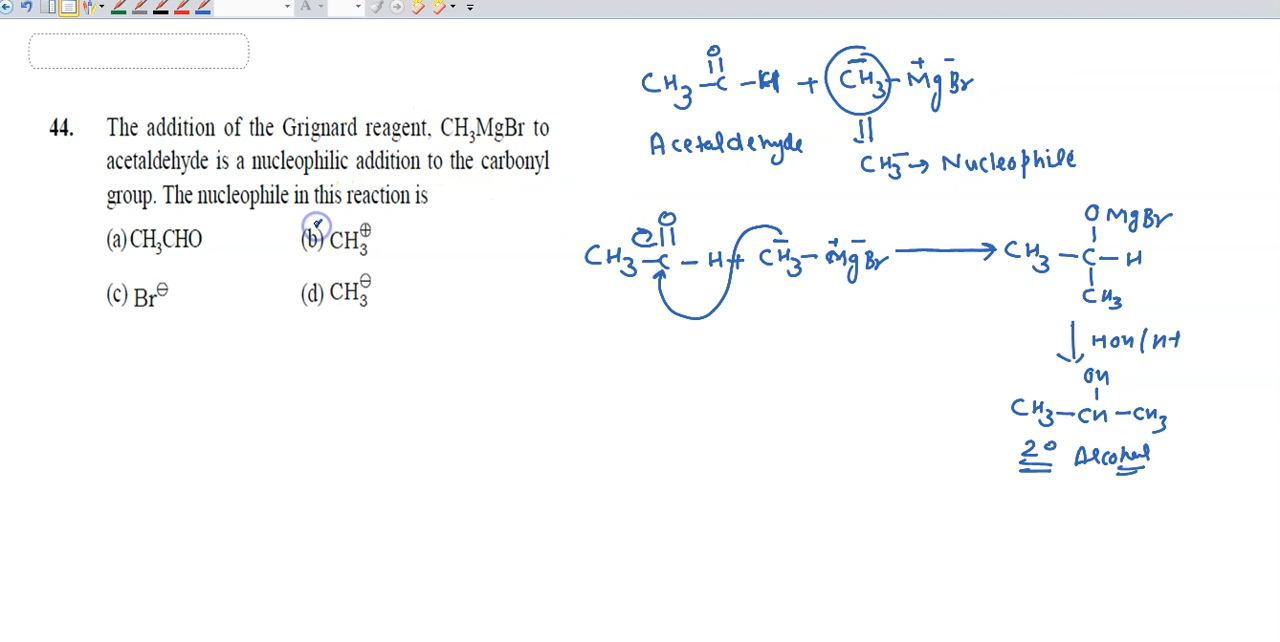 44. The addition of the Grignard reagent, CH₃MgBr to
acetaldehyde is a nucleophilic addition to the carbonyl
group. The nucleophile in this reaction is
(a) CH₃CHO (b) CH₃⊕
(c) Br⊖ (d) CH₃⊖
O
CH₃–C–H + CH₃–MgBr
Acetaldehyde
CH₃⁻ → Nucleophile
O
CH₃–C–H + CH₃–MgBr
OMgBr
CH₃–C–H
CH₃
HOH/H+
OH
CH₃–CH–CH₃
2° Alcohol